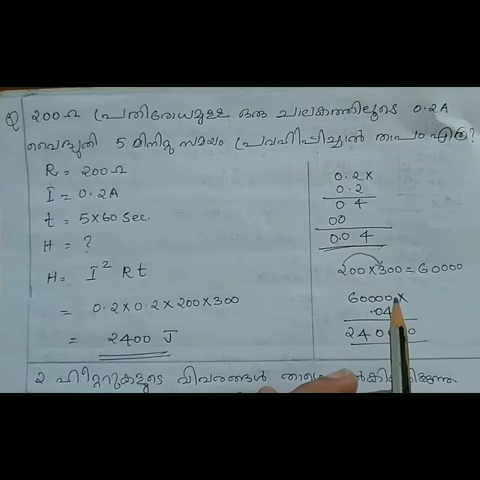 Q 200Ω പ്രതിരോധമുള്ള ഒരു ചാലകത്തിലൂടെ 0.2A
വൈദ്യുതി 5 മിനിറ്റു സമയം പ്രവഹിപ്പിച്ചാൽ താപം എത്ര?
R = 200Ω
I = 0.2A
t = 5×60 Sec.
H = ?
H = I² Rt
= 0.2×0.2×200×300
= 2400 J
0.2×
0.2
0 4
00
0.0 4
200×300=60000
60000×
.04
240
2 ഹീറ്ററുകളുടെ വിവരങ്ങൾ